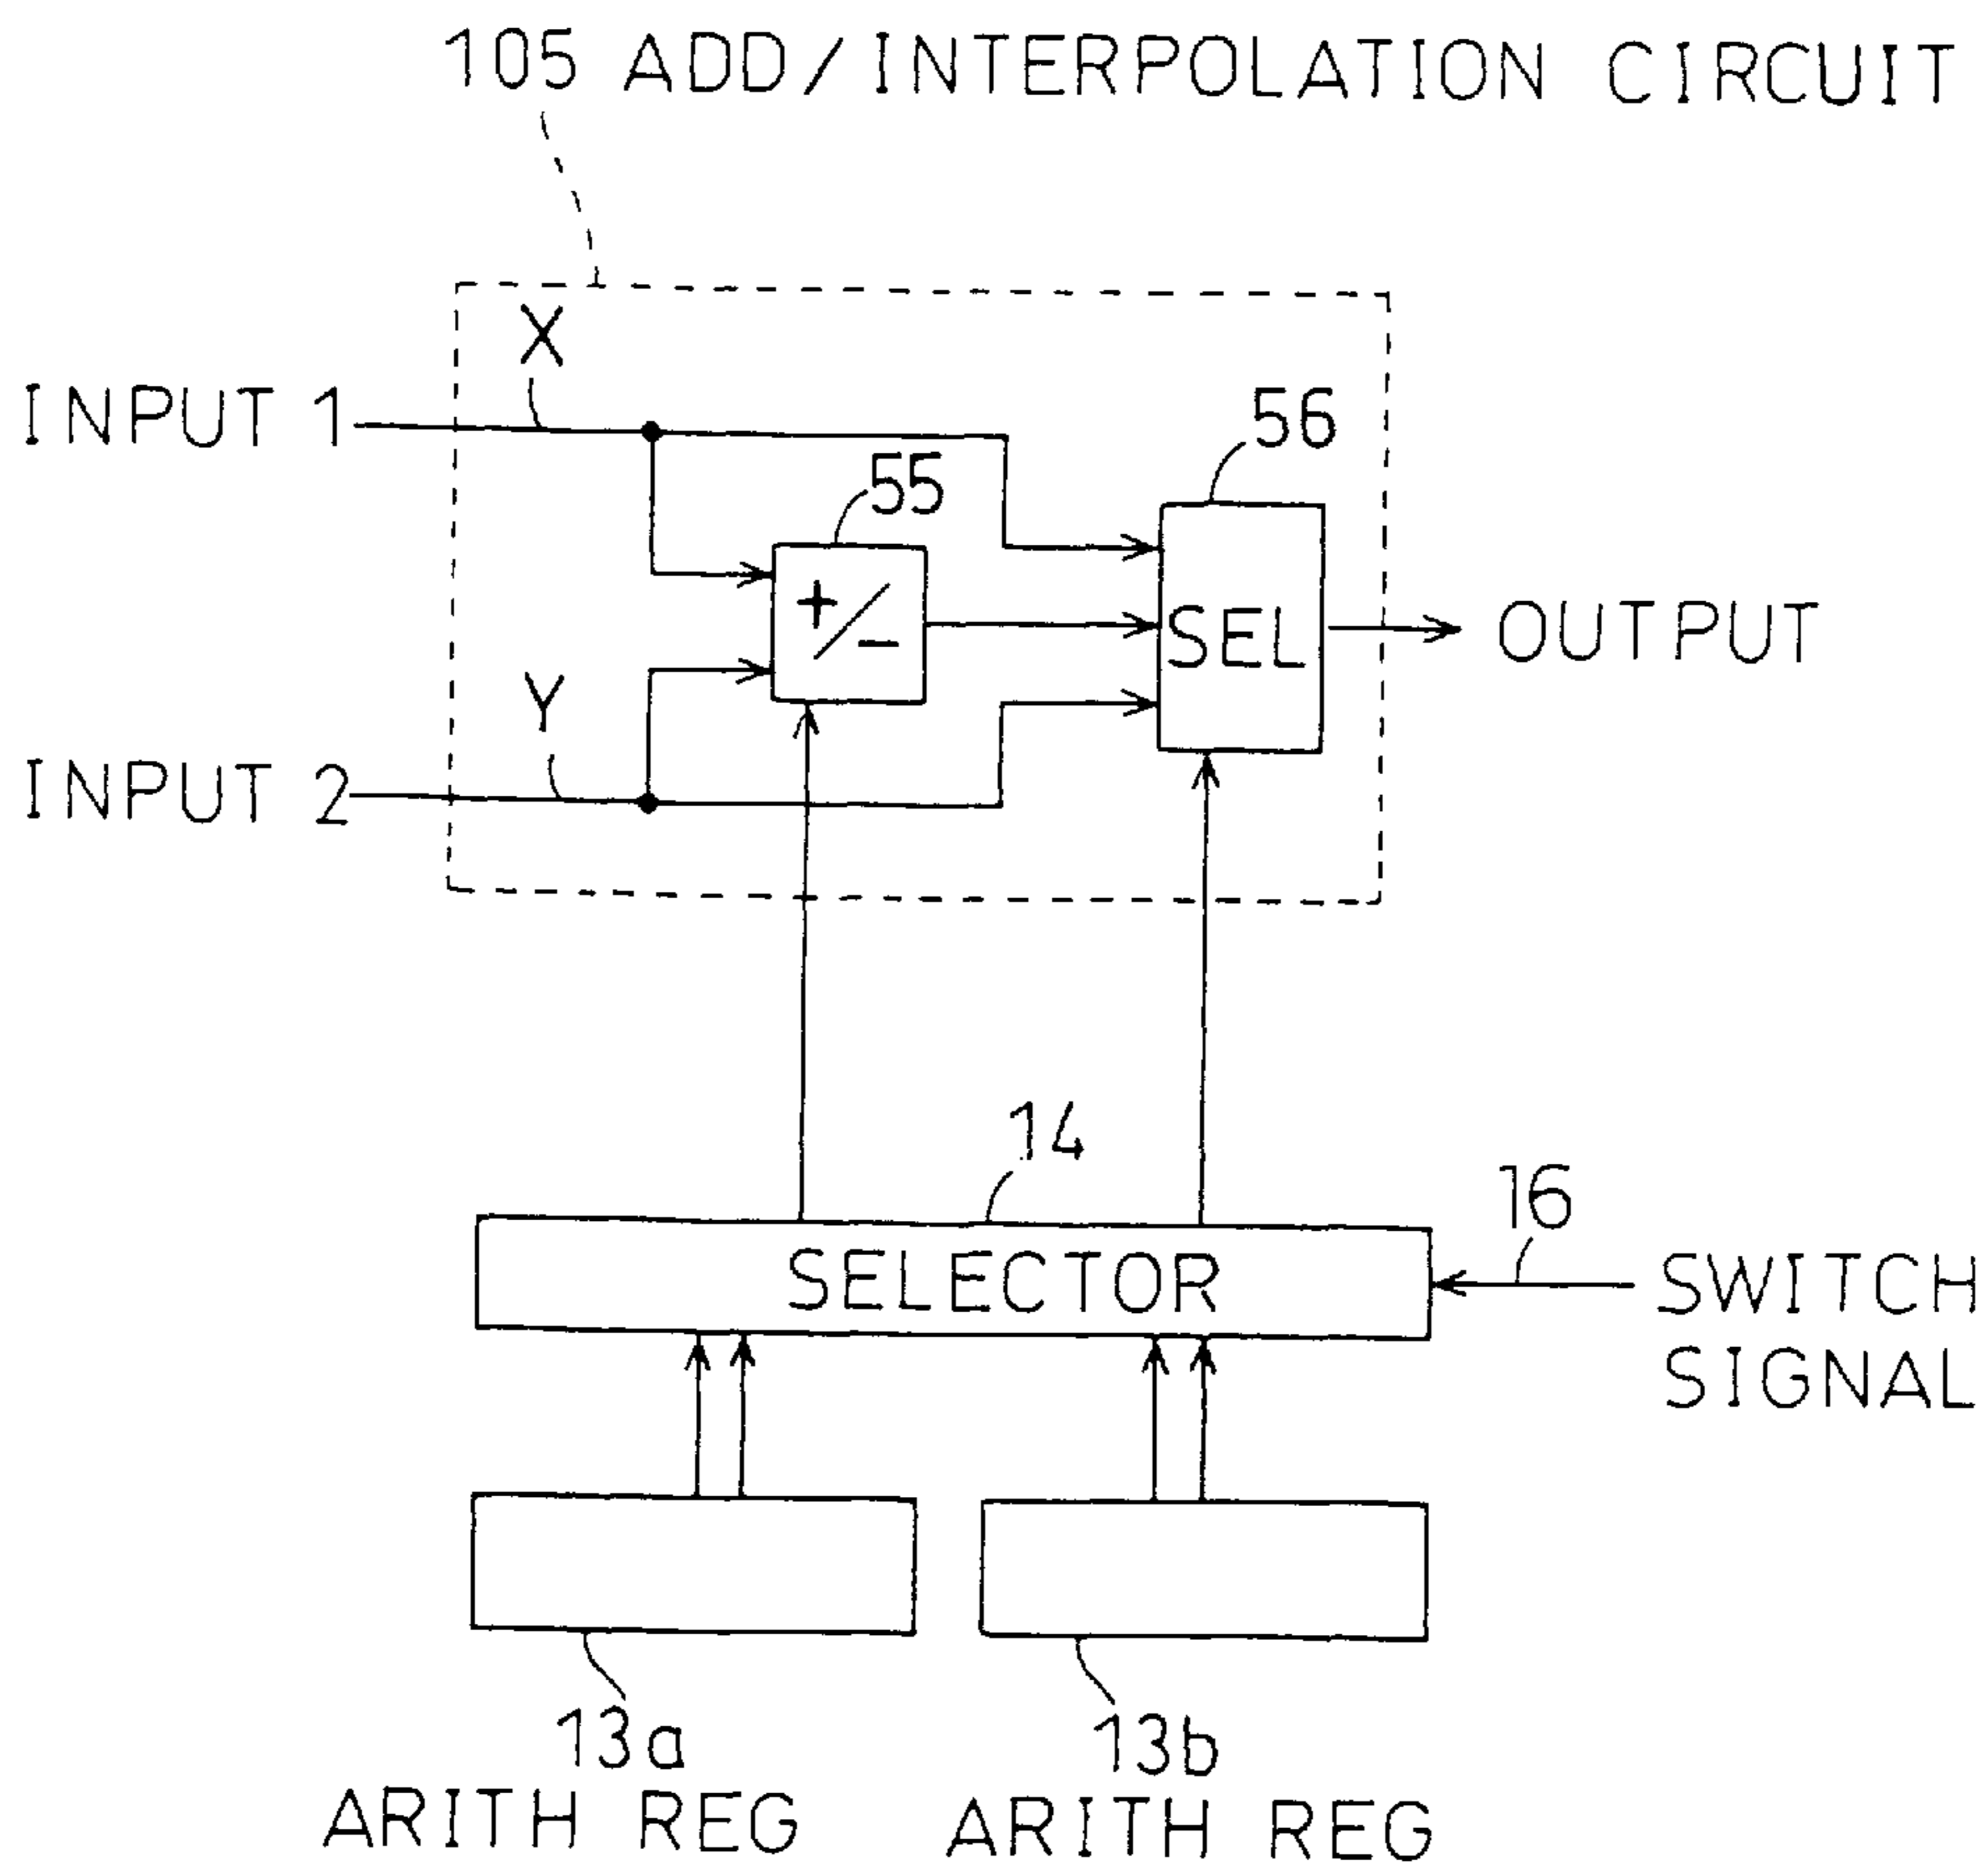 105 ADD/INTERPOLATION CIRCUIT
X
INPUT 1
56
55
+/-
SEL
OUTPUT
Y
INPUT 2
14
16
SELECTOR
SWITCH
SIGNAL
13a
ARITH REG
13b
ARITH REG